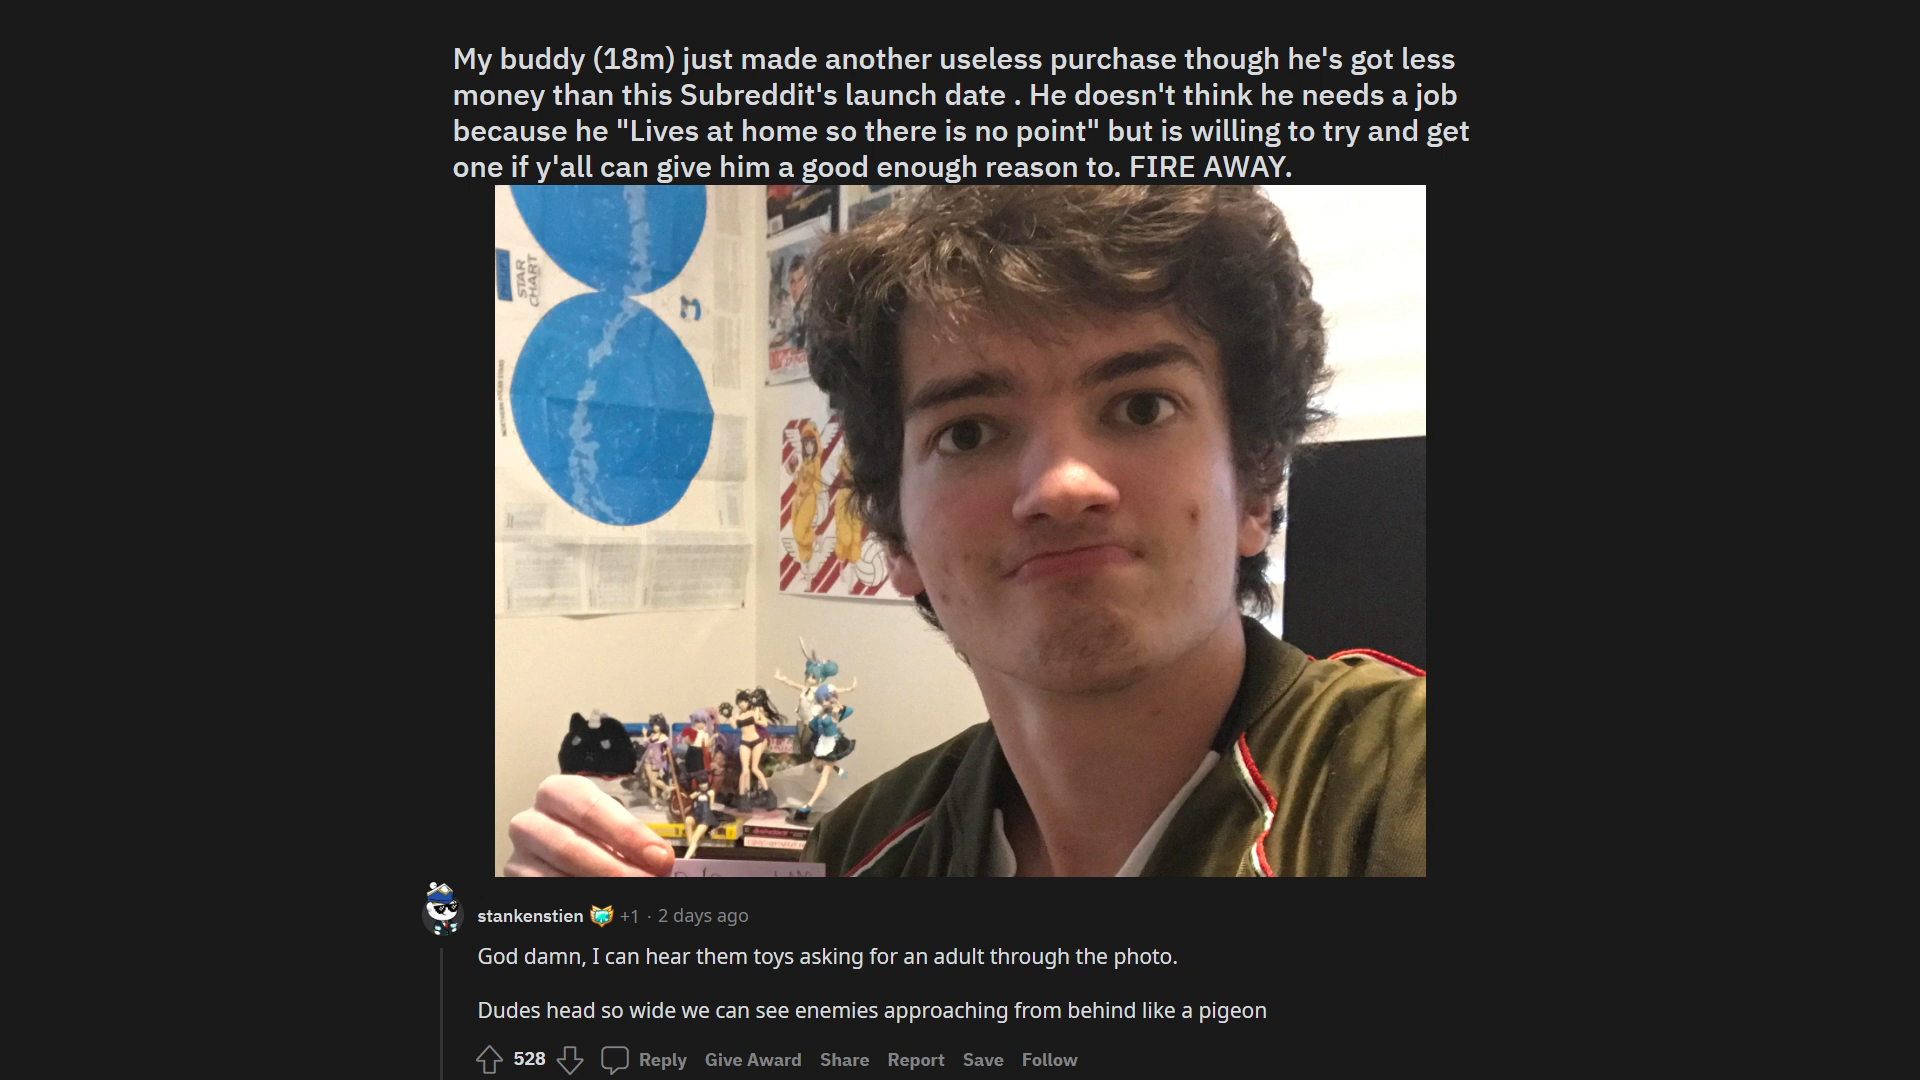 My buddy (18m) just made another useless purchase though he's got less
money than this Subreddit's launch date . He doesn't think he needs a job
because he "Lives at home so there is no point" but is willing to try and get
one if y'all can give him a good enough reason to. FIRE AWAY.
STAR
CHART
stankenstien +1 · 2 days ago
God damn, I can hear them toys asking for an adult through the photo.
Dudes head so wide we can see enemies approaching from behind like a pigeon
528 Reply Give Award Share Report Save Follow